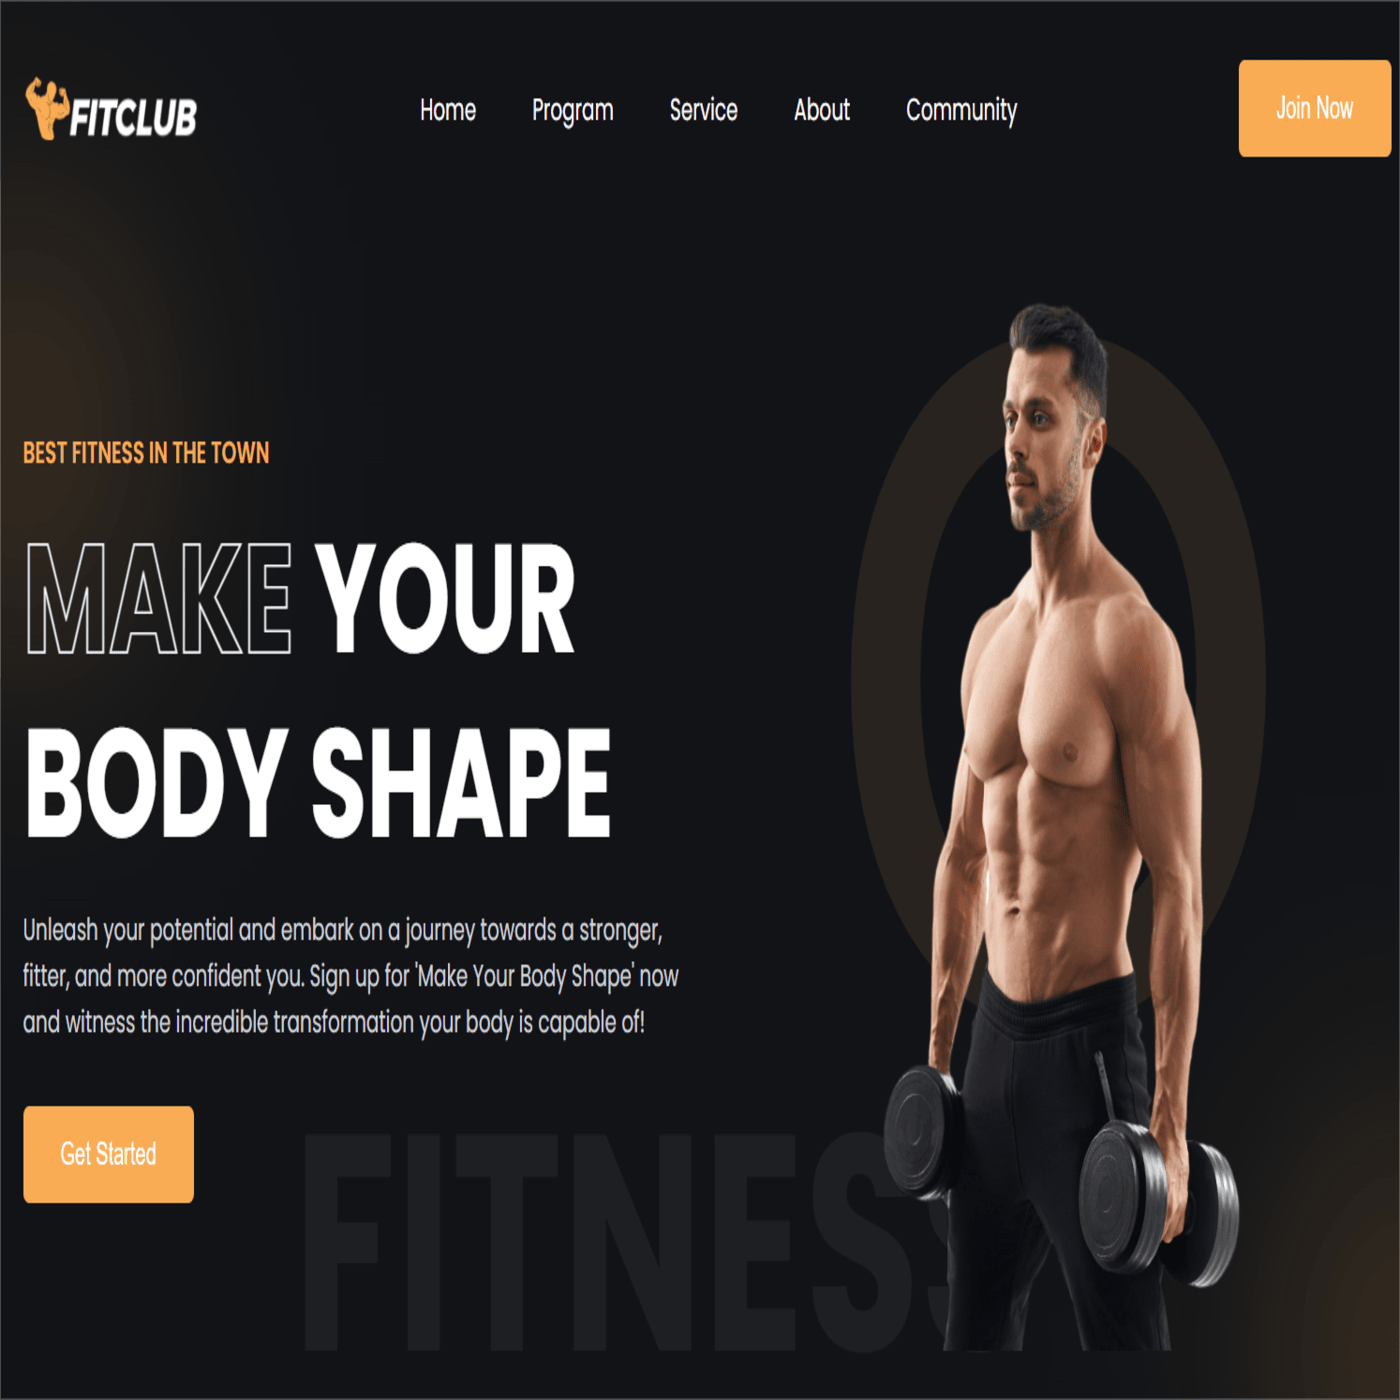 FITCLUB
Home
Program
Service
About
Community
Join Now
BEST FITNESS IN THE TOWN
MAKE YOUR
BODY SHAPE
Unleash your potential and embark on a journey towards a stronger,
fitter, and more confident you. Sign up for 'Make Your Body Shape' now
and witness the incredible transformation your body is capable of!
Get Started
FITNESS